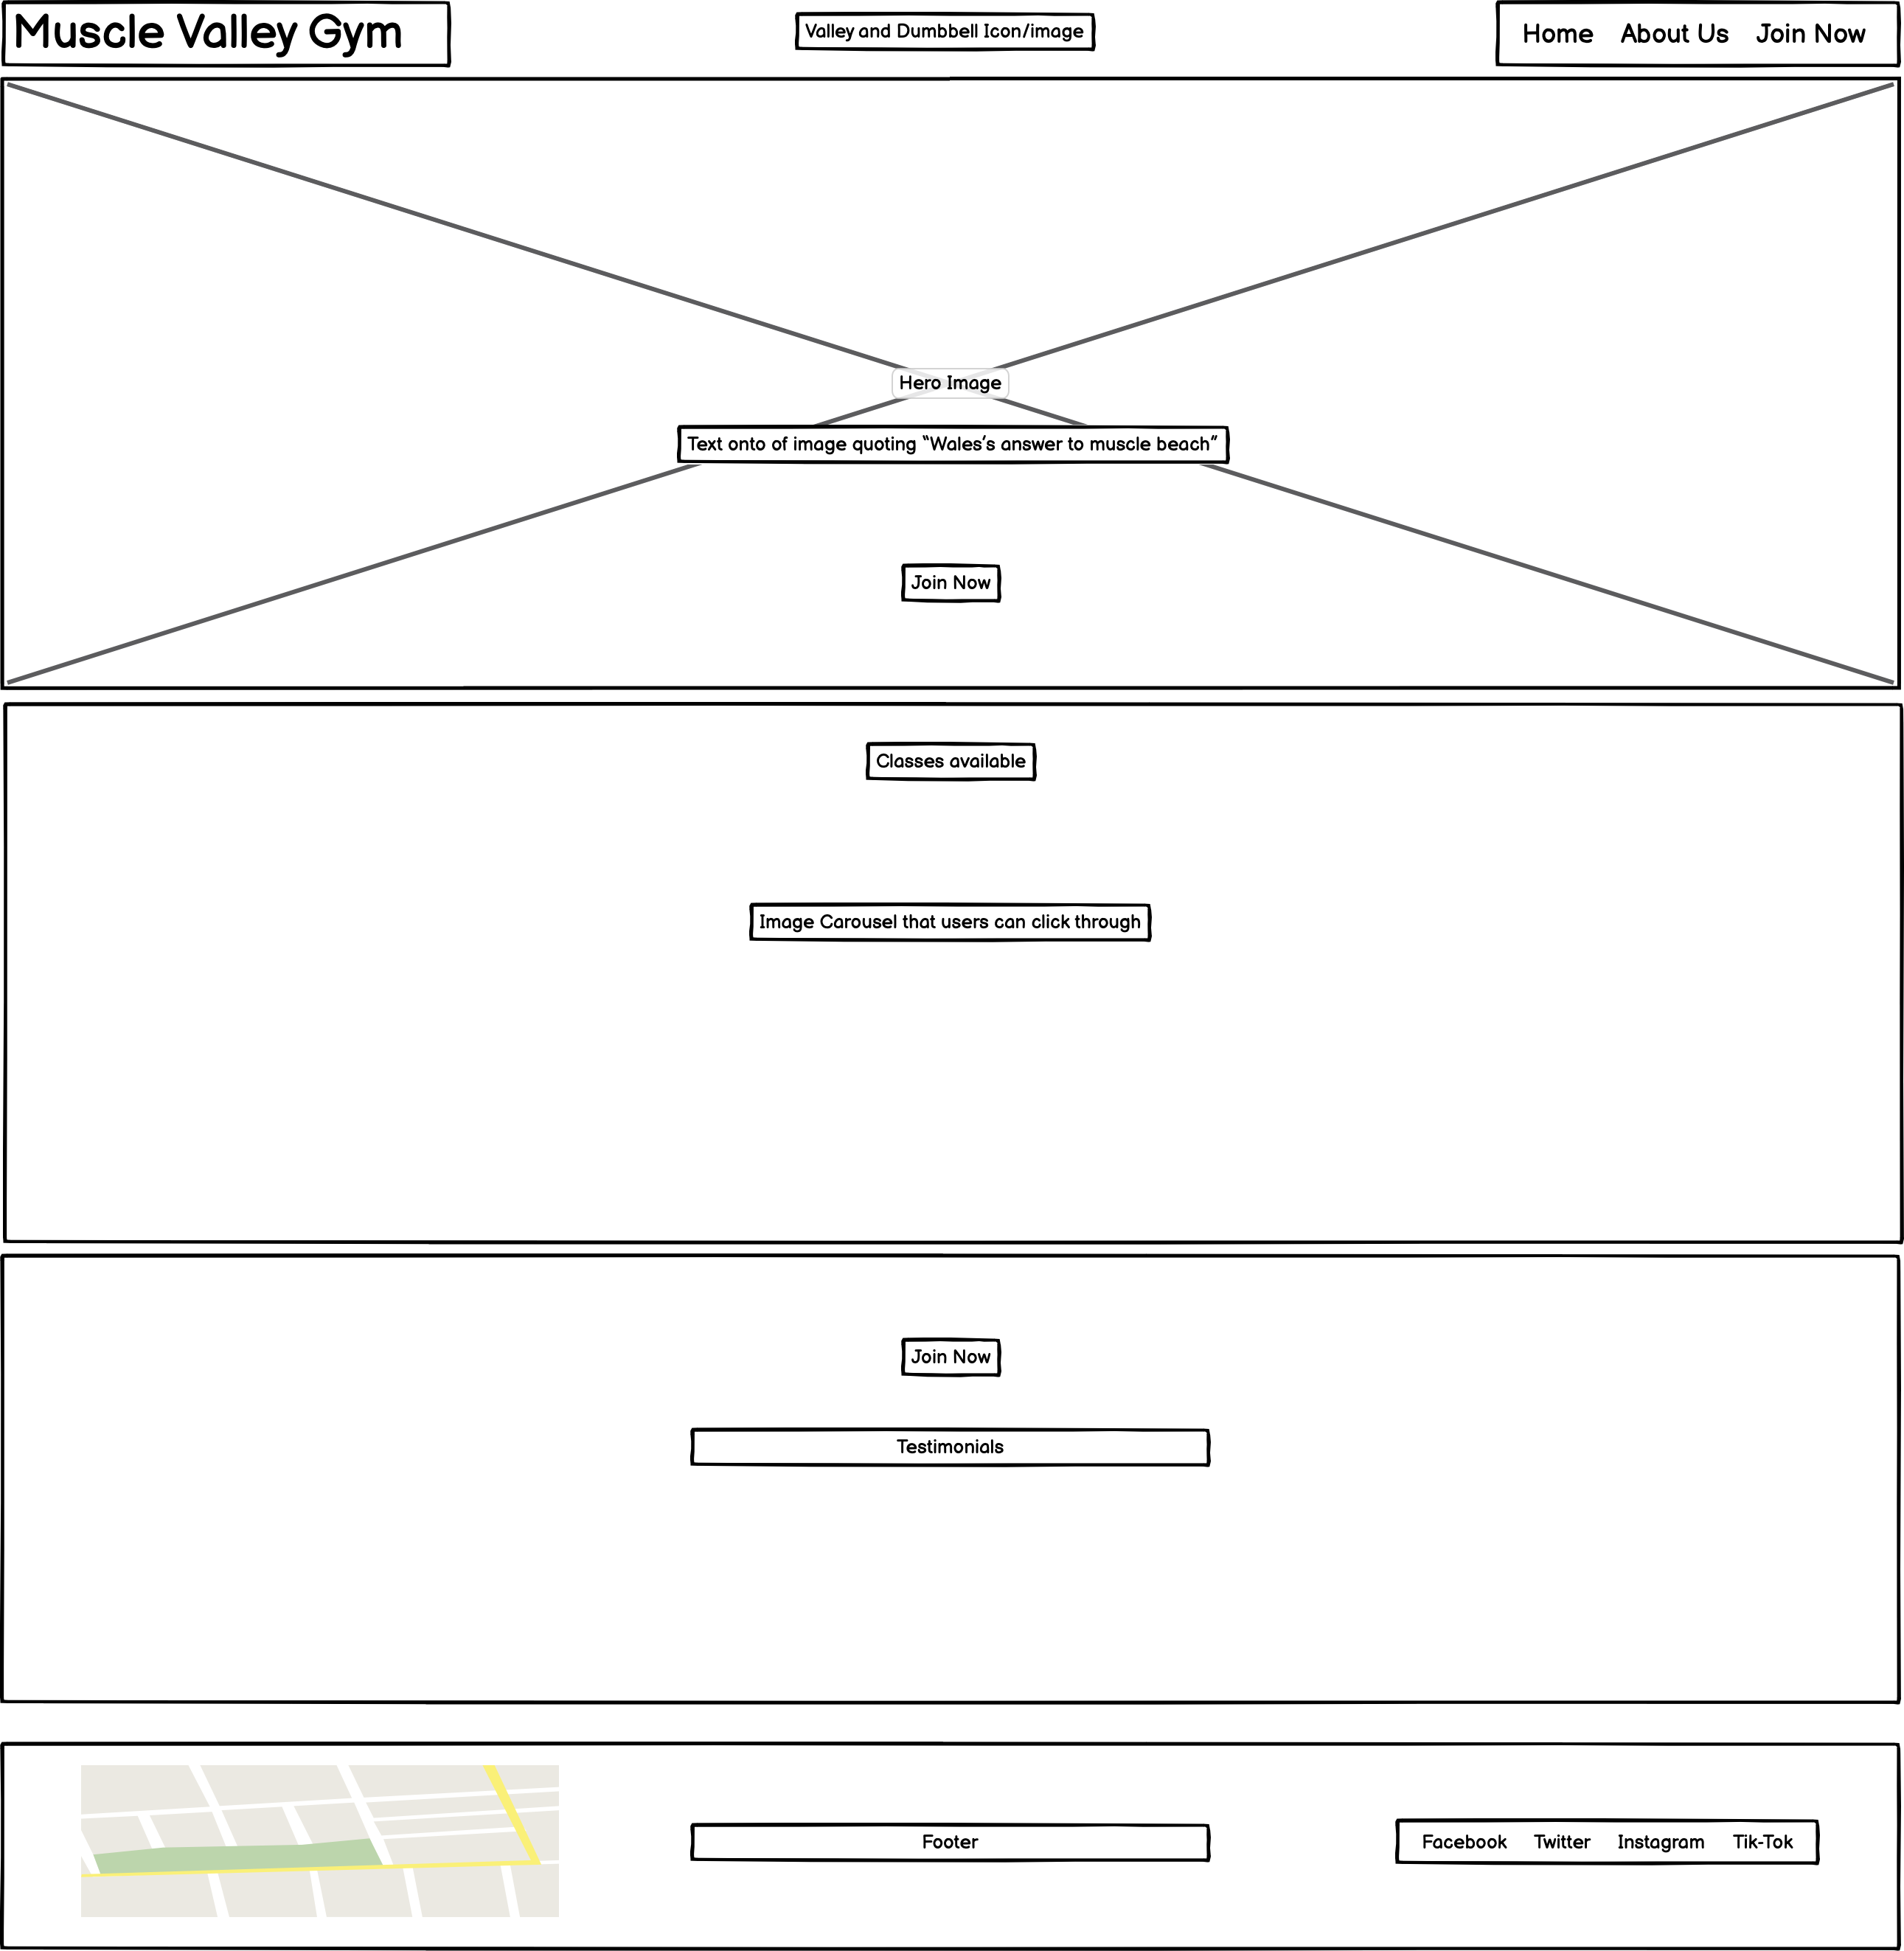 Muscle Valley Gym
Valley and Dumbbell Icon/image
Home About Us Join Now
Hero Image
Text onto of image quoting “Wales’s answer to muscle beach”
Join Now
Classes available
Image Carousel that users can click through
Join Now
Testimonials
Footer
Facebook Twitter Instagram Tik-Tok